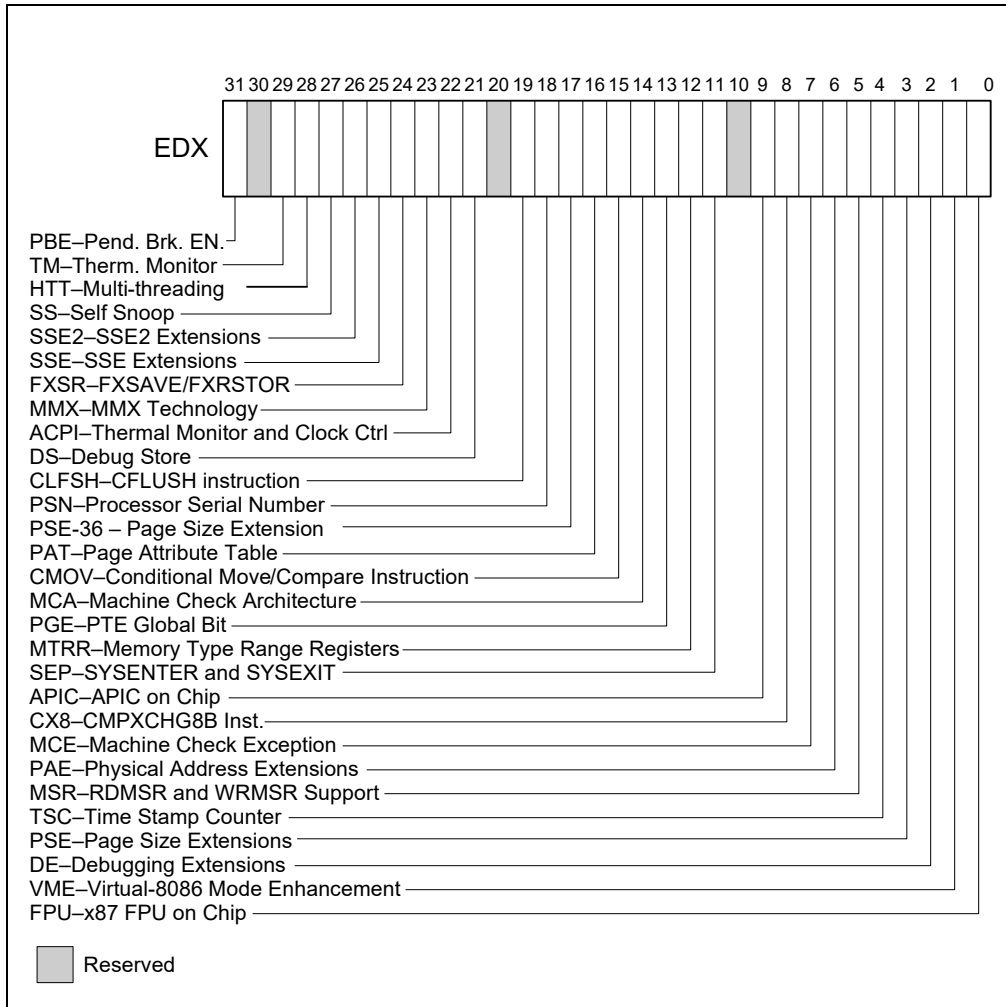 31 30 29 28 27 26 25 24 23 22 21 20 19 18 17 16 15 14 13 12 11 10 9 8 7 6 5 4 3 2 1 0
EDX
PBE–Pend. Brk. EN.
TM–Therm. Monitor
HTT–Multi-threading
SS–Self Snoop
SSE2–SSE2 Extensions
SSE–SSE Extensions
FXSR–FXSAVE/FXRSTOR
MMX–MMX Technology
ACPI–Thermal Monitor and Clock Ctrl
DS–Debug Store
CLFSH–CFLUSH instruction
PSN–Processor Serial Number
PSE-36 – Page Size Extension
PAT–Page Attribute Table
CMOV–Conditional Move/Compare Instruction
MCA–Machine Check Architecture
PGE–PTE Global Bit
MTRR–Memory Type Range Registers
SEP–SYSENTER and SYSEXIT
APIC–APIC on Chip
CX8–CMPXCHG8B Inst.
MCE–Machine Check Exception
PAE–Physical Address Extensions
MSR–RDMSR and WRMSR Support
TSC–Time Stamp Counter
PSE–Page Size Extensions
DE–Debugging Extensions
VME–Virtual-8086 Mode Enhancement
FPU–x87 FPU on Chip
Reserved